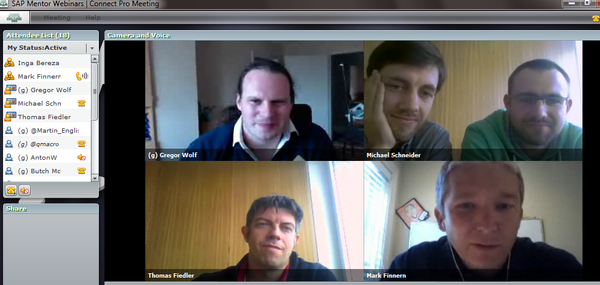 SAP Mentor Webinars | Connect Pro Meeting
Meeting Help
Attendee List (18)
My Status:Active
Inga Bereza
Mark Finnerr
(g) Gregor Wolf
Michael Schn
Thomas Fiedler
(g) @Martin_Englis
(g) @qmacro
(g) AntonW
(g) Butch Mc
Share
Camera and Voice
(g) Gregor Wolf
Michael Schneider
Thomas Fiedler
Mark Finnern